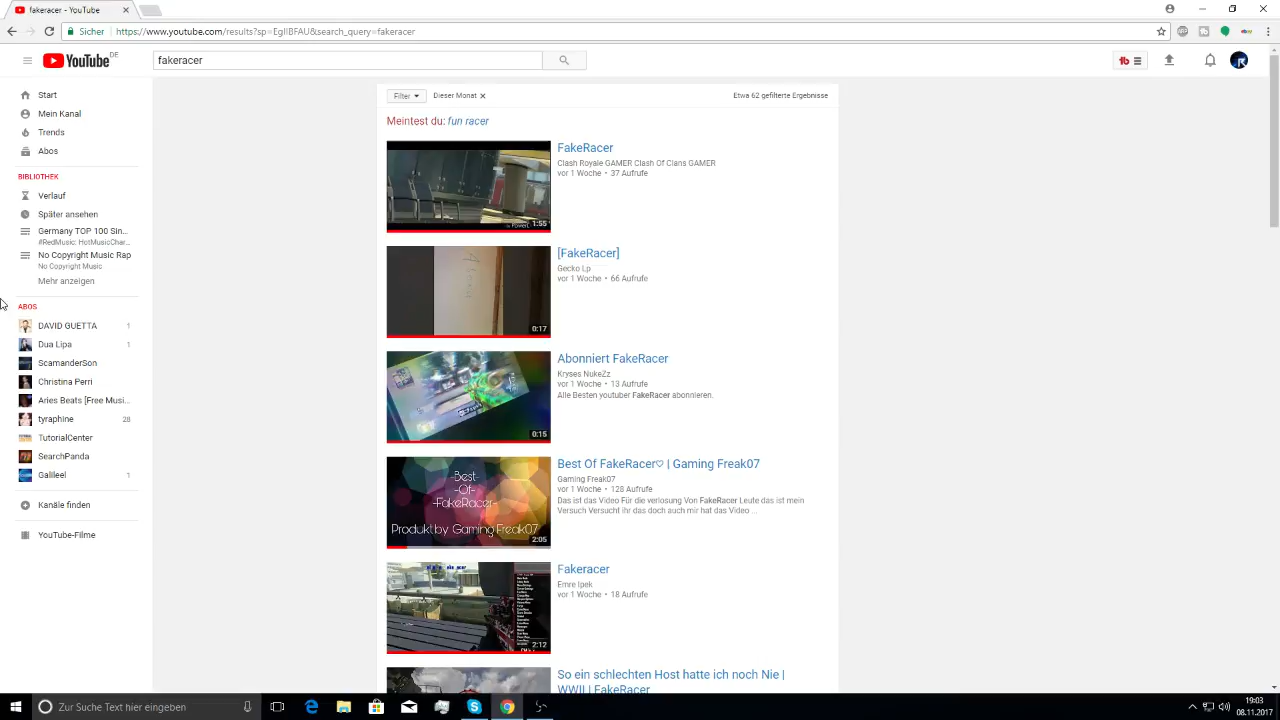 fakeracer - YouTube
Sicher
https://www.youtube.com/results?sp=EgIIBFAU&search_query=fakeracer
YouTube DE
fakeracer
Start
Mein Kanal
Trends
Abos
BIBLIOTHEK
Verlauf
Später ansehen
Germany TOP 100 Sin...
#RedMusic: HotMusicChar...
No Copyright Music Rap
No Copyright Music
Mehr anzeigen
ABOS
DAVID GUETTA 1
Dua Lipa 1
ScamanderSon
Christina Perri
Aries Beats [Free Musi...
tyraphine 28
TutorialCenter
SearchPanda
Galileel 1
Kanäle finden
YouTube-Filme
Filter
Dieser Monat
Etwa 62 gefilterte Ergebnisse
Meintest du: fun racer
1:55
FakeRacer
Clash Royale GAMER Clash Of Clans GAMER
vor 1 Woche • 37 Aufrufe
0:17
[FakeRacer]
Gecko Lp
vor 1 Woche • 66 Aufrufe
0:15
Abonniert FakeRacer
Kryses NukeZz
vor 1 Woche • 13 Aufrufe
Alle Besten youtuber FakeRacer abonnieren.
-Best-
-Of-
-FakeRacer-
Produkt by Gaming Freak07
2:05
Best Of FakeRacer♡ | Gaming Freak07
Gaming Freak07
vor 1 Woche • 128 Aufrufe
Das ist das Video Für die verlosung Von FakeRacer Leute das ist mein
Versuch Versucht ihr das doch auch mir hat das Video ...
2:12
Fakeracer
Emre Ipek
vor 1 Woche • 18 Aufrufe
So ein schlechten Host hatte ich noch Nie |
WWII | FakeRacer
Zur Suche Text hier eingeben
19:03
08.11.2017